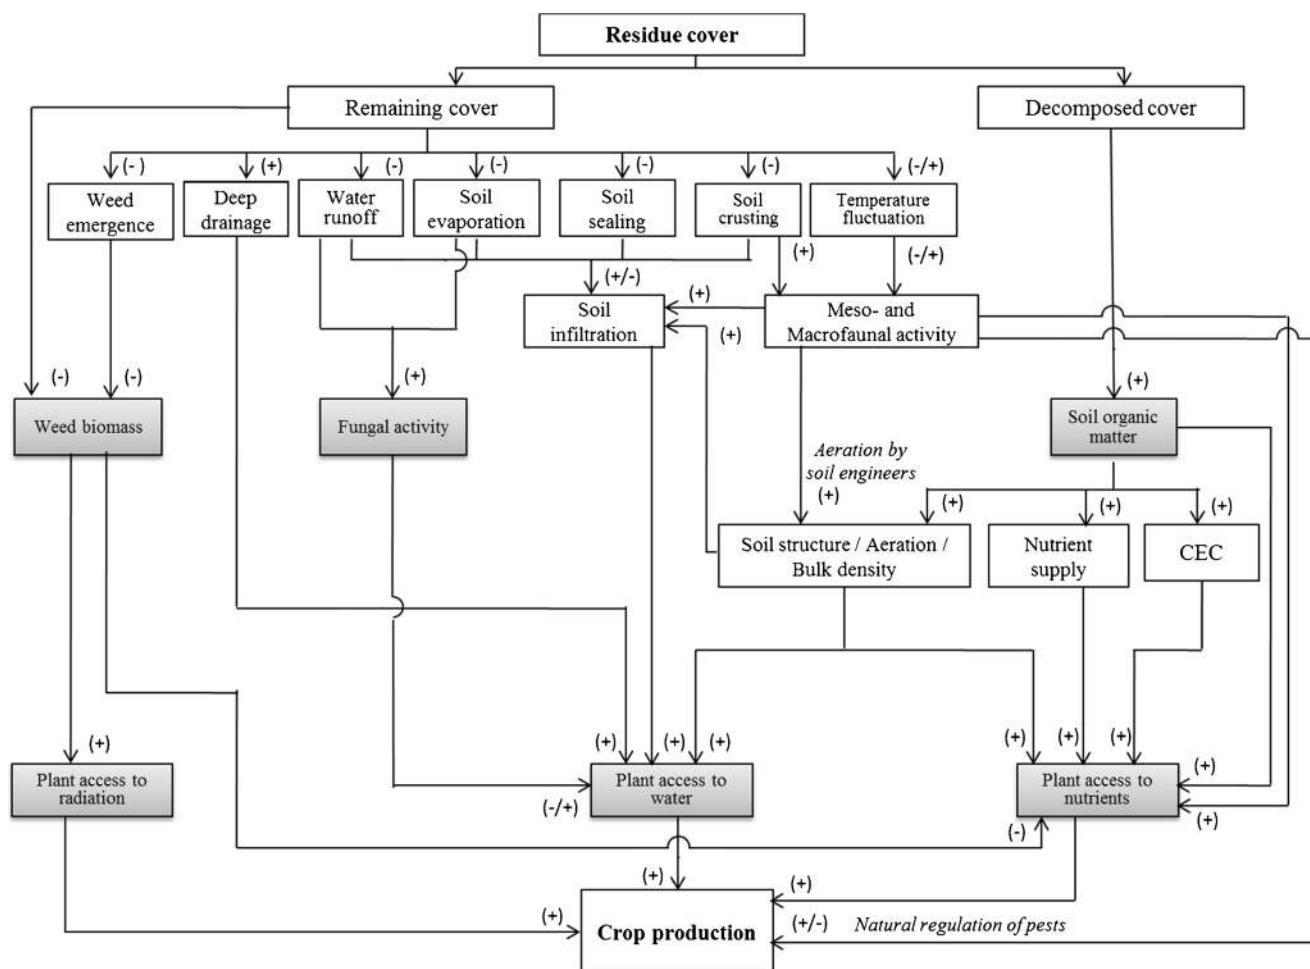 Residue cover
Remaining cover
Decomposed cover
(-)
(+)
(-)
(-)
(-)
(-)
(-/+)
Weed
emergence
Deep
drainage
Water
runoff
Soil
evaporation
Soil
sealing
Soil
crusting
Temperature
fluctuation
(+)
(-/+)
(+/-)
Soil
infiltration
(+)
(+)
Meso- and
Macrofaunal activity
(-)
(-)
(+)
(+)
Weed biomass
Fungal activity
Soil organic
matter
Aeration by
soil engineers
(+)
(+)
(+)
(+)
Soil structure / Aeration /
Bulk density
Nutrient
supply
CEC
(+)
(+)
(+)
(+)
(+)
(+)
(+)
Plant access to
radiation
Plant access to
water
Plant access to
nutrients
(+)
(-/+)
(+)
(-)
(+)
(+)
(+)
(+/-)
Natural regulation of pests
Crop production